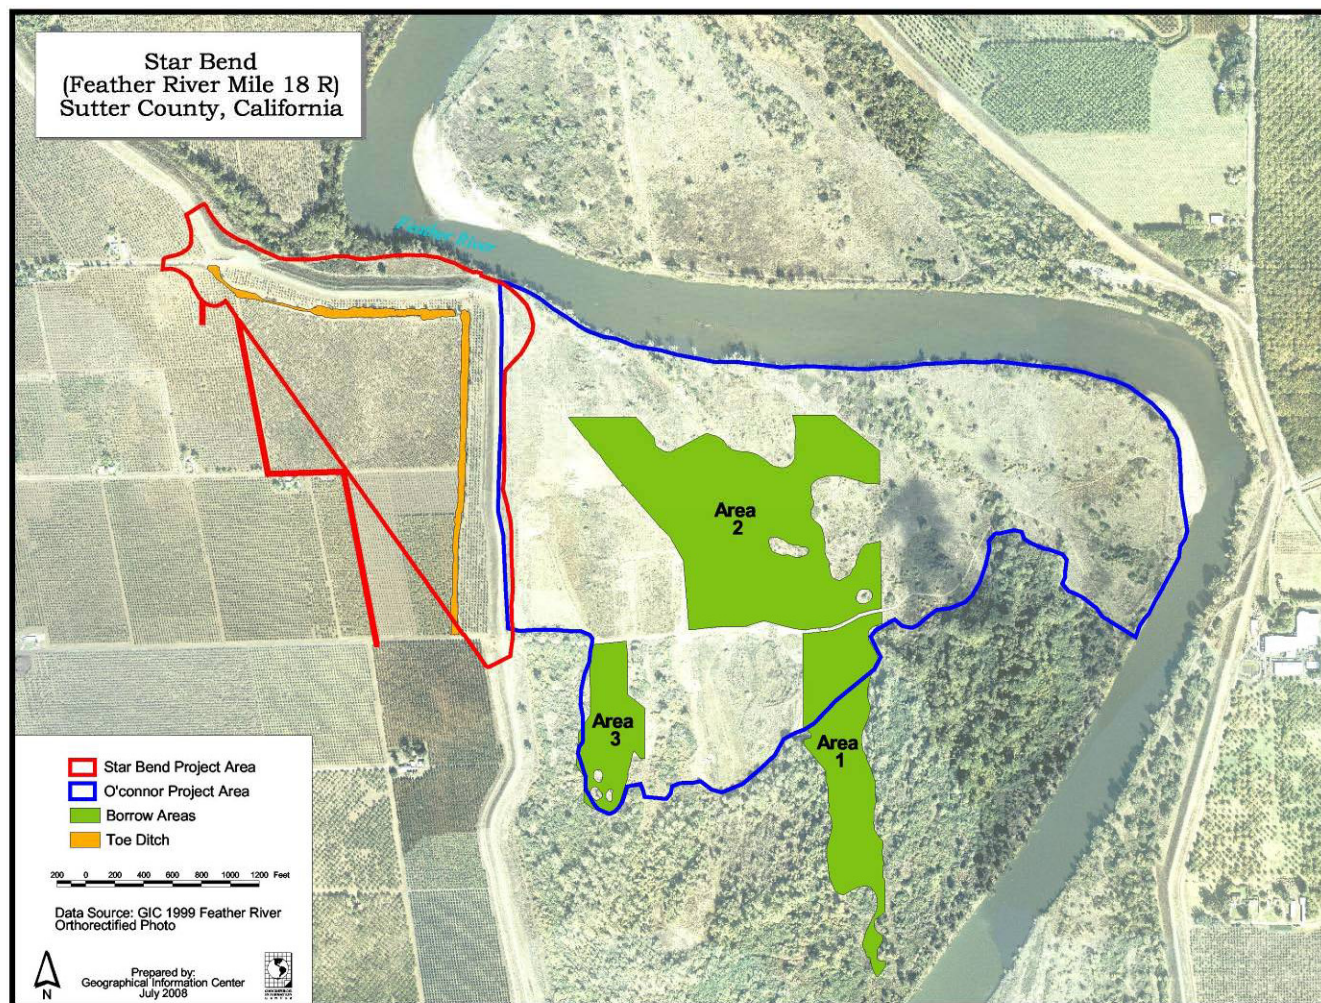 Star Bend
(Feather River Mile 18 R)
Sutter County, California
Feather River
Area
2
Area
3
Area
1
Star Bend Project Area
O'connor Project Area
Borrow Areas
Toe Ditch
200 0 200 400 600 800 1000 1200 Feet
Data Source: GIC 1999 Feather River
Orthorectified Photo
N
Prepared by:
Geographical Information Center
July 2008